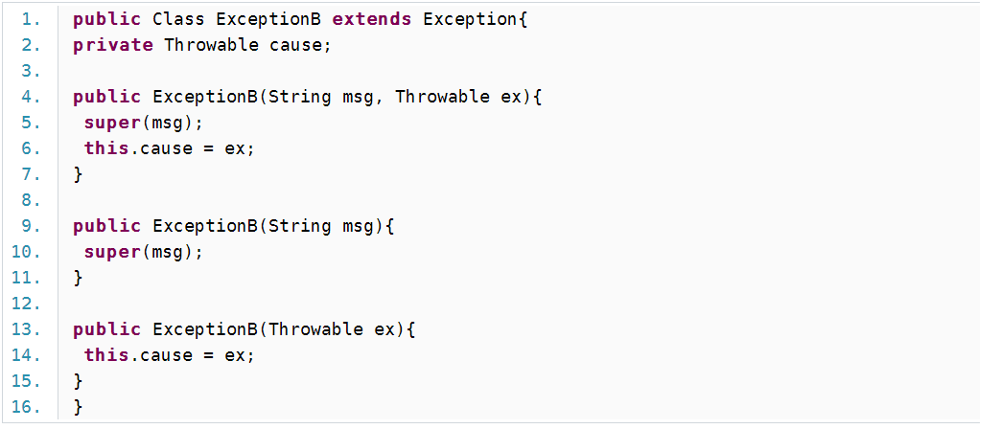 1. public Class ExceptionB extends Exception{
2. private Throwable cause;
3.
4. public ExceptionB(String msg, Throwable ex){
5.  super(msg);
6.  this.cause = ex;
7. }
8.
9. public ExceptionB(String msg){
10.  super(msg);
11. }
12.
13. public ExceptionB(Throwable ex){
14.  this.cause = ex;
15. }
16. }